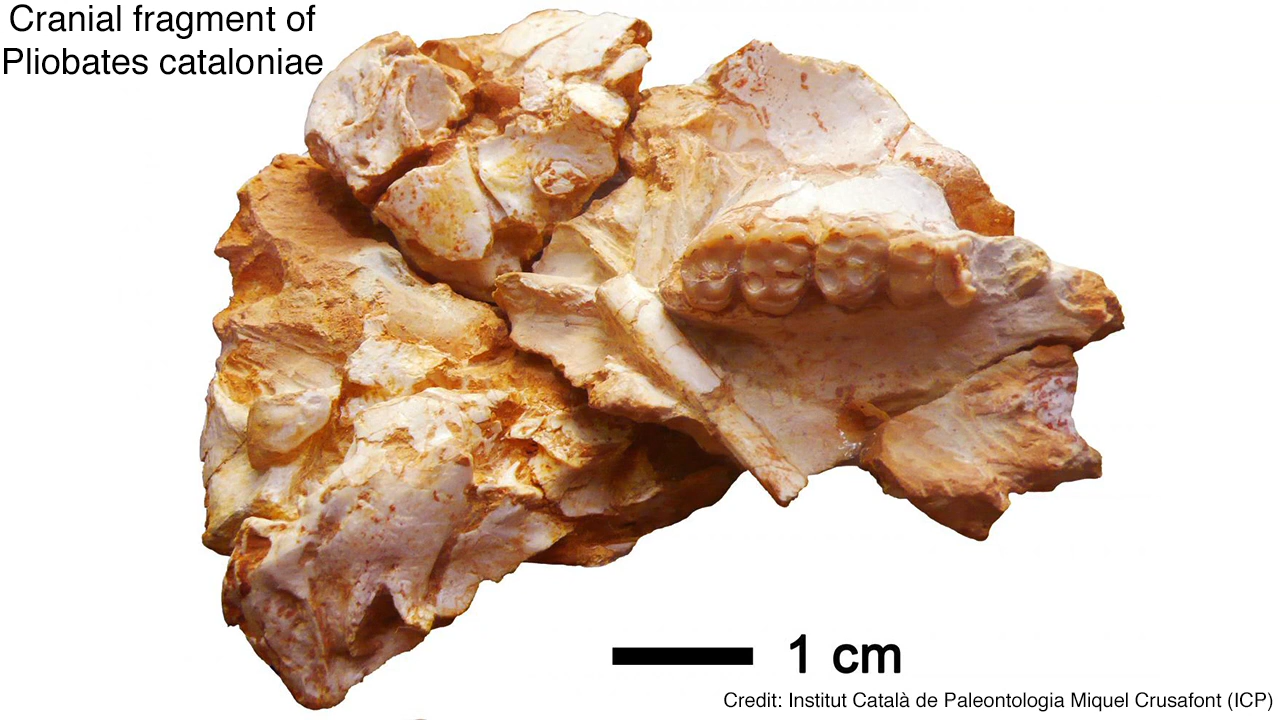 Cranial fragment of
Pliobates cataloniae
1 cm
Credit: Institut Català de Paleontologia Miquel Crusafont (ICP)